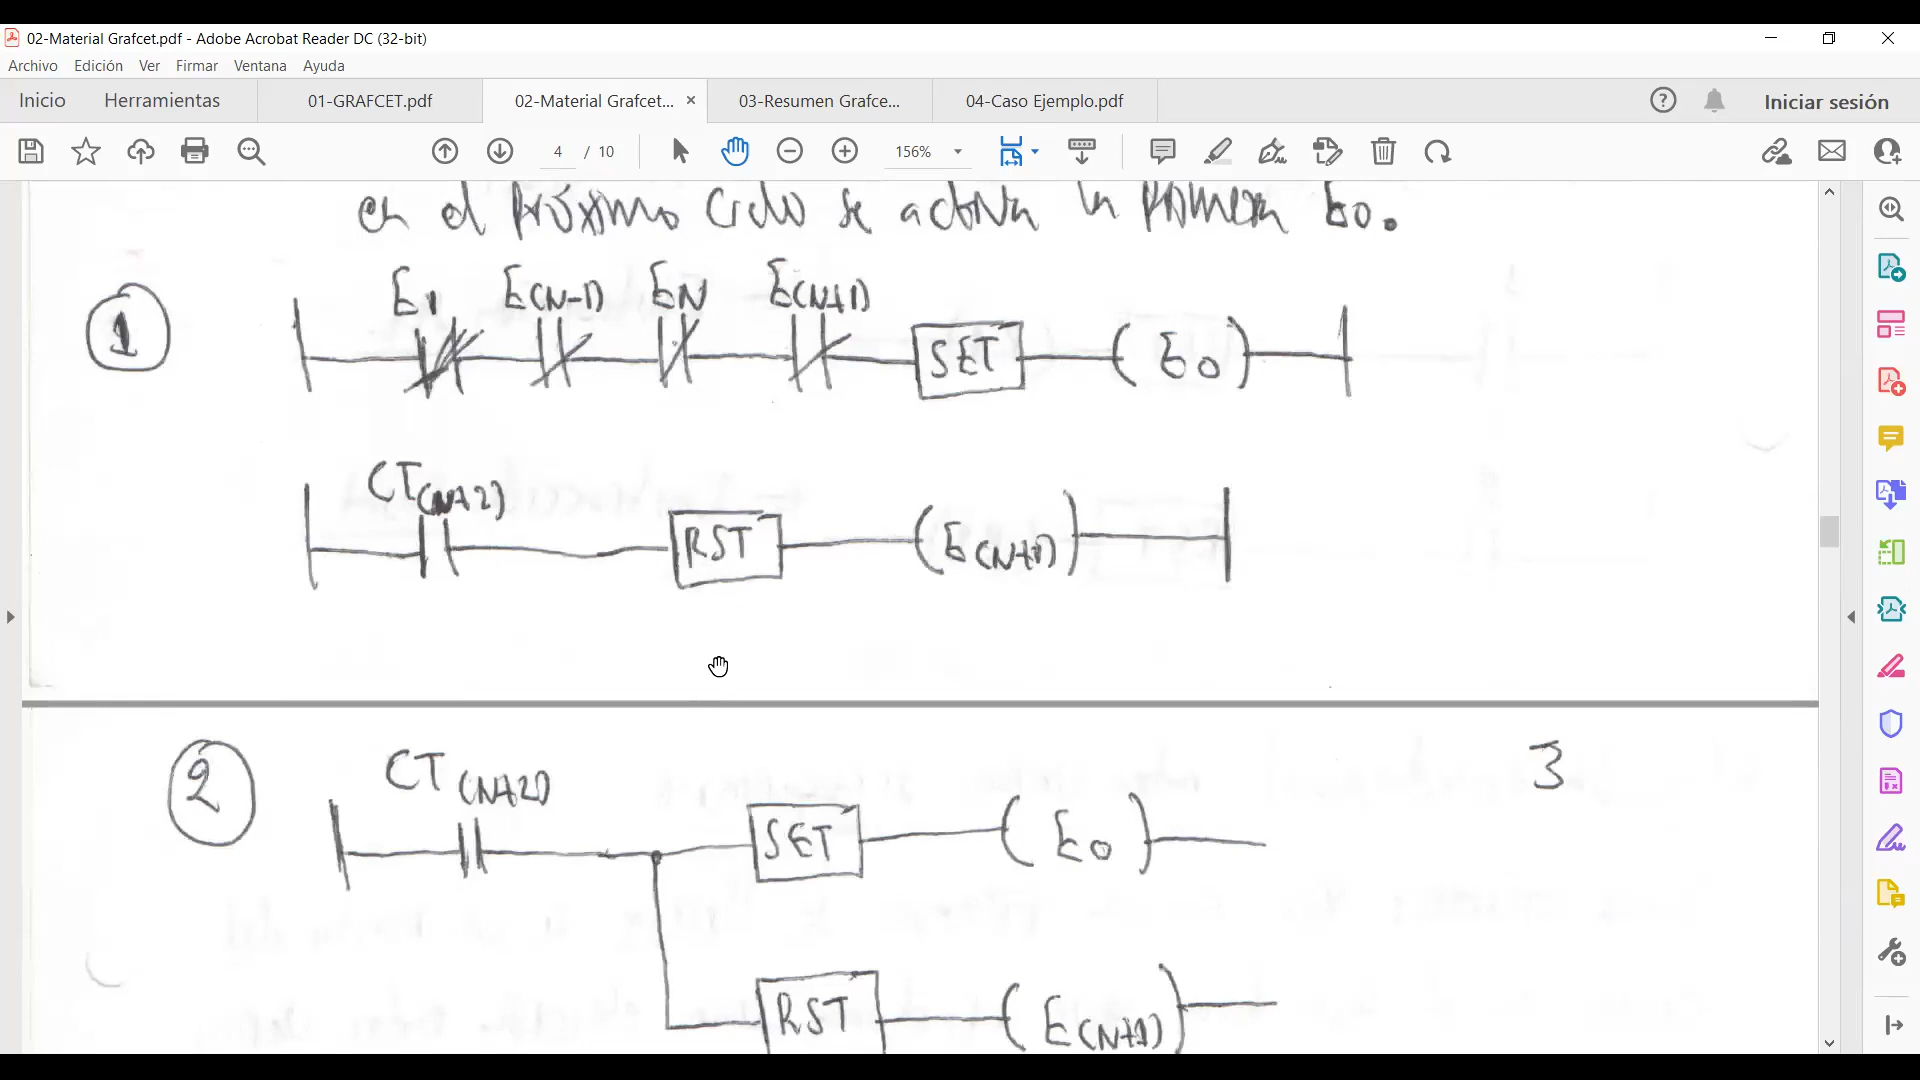 02-Material Grafcet.pdf - Adobe Acrobat Reader DC (32-bit)
Archivo Edición Ver Firmar Ventana Ayuda
Inicio Herramientas 01-GRAFCET.pdf 02-Material Grafcet... × 03-Resumen Grafce... 04-Caso Ejemplo.pdf Iniciar sesión
4 / 10 156%
en el próximo ciclo se activa la primera E0.
1
E1 E(N-1) EN E(N+1)
SET (E0)
CT(N+2)
RST (E(N+1))
2
CT(N+2) 3
SET (E0)
RST (E(N+1))